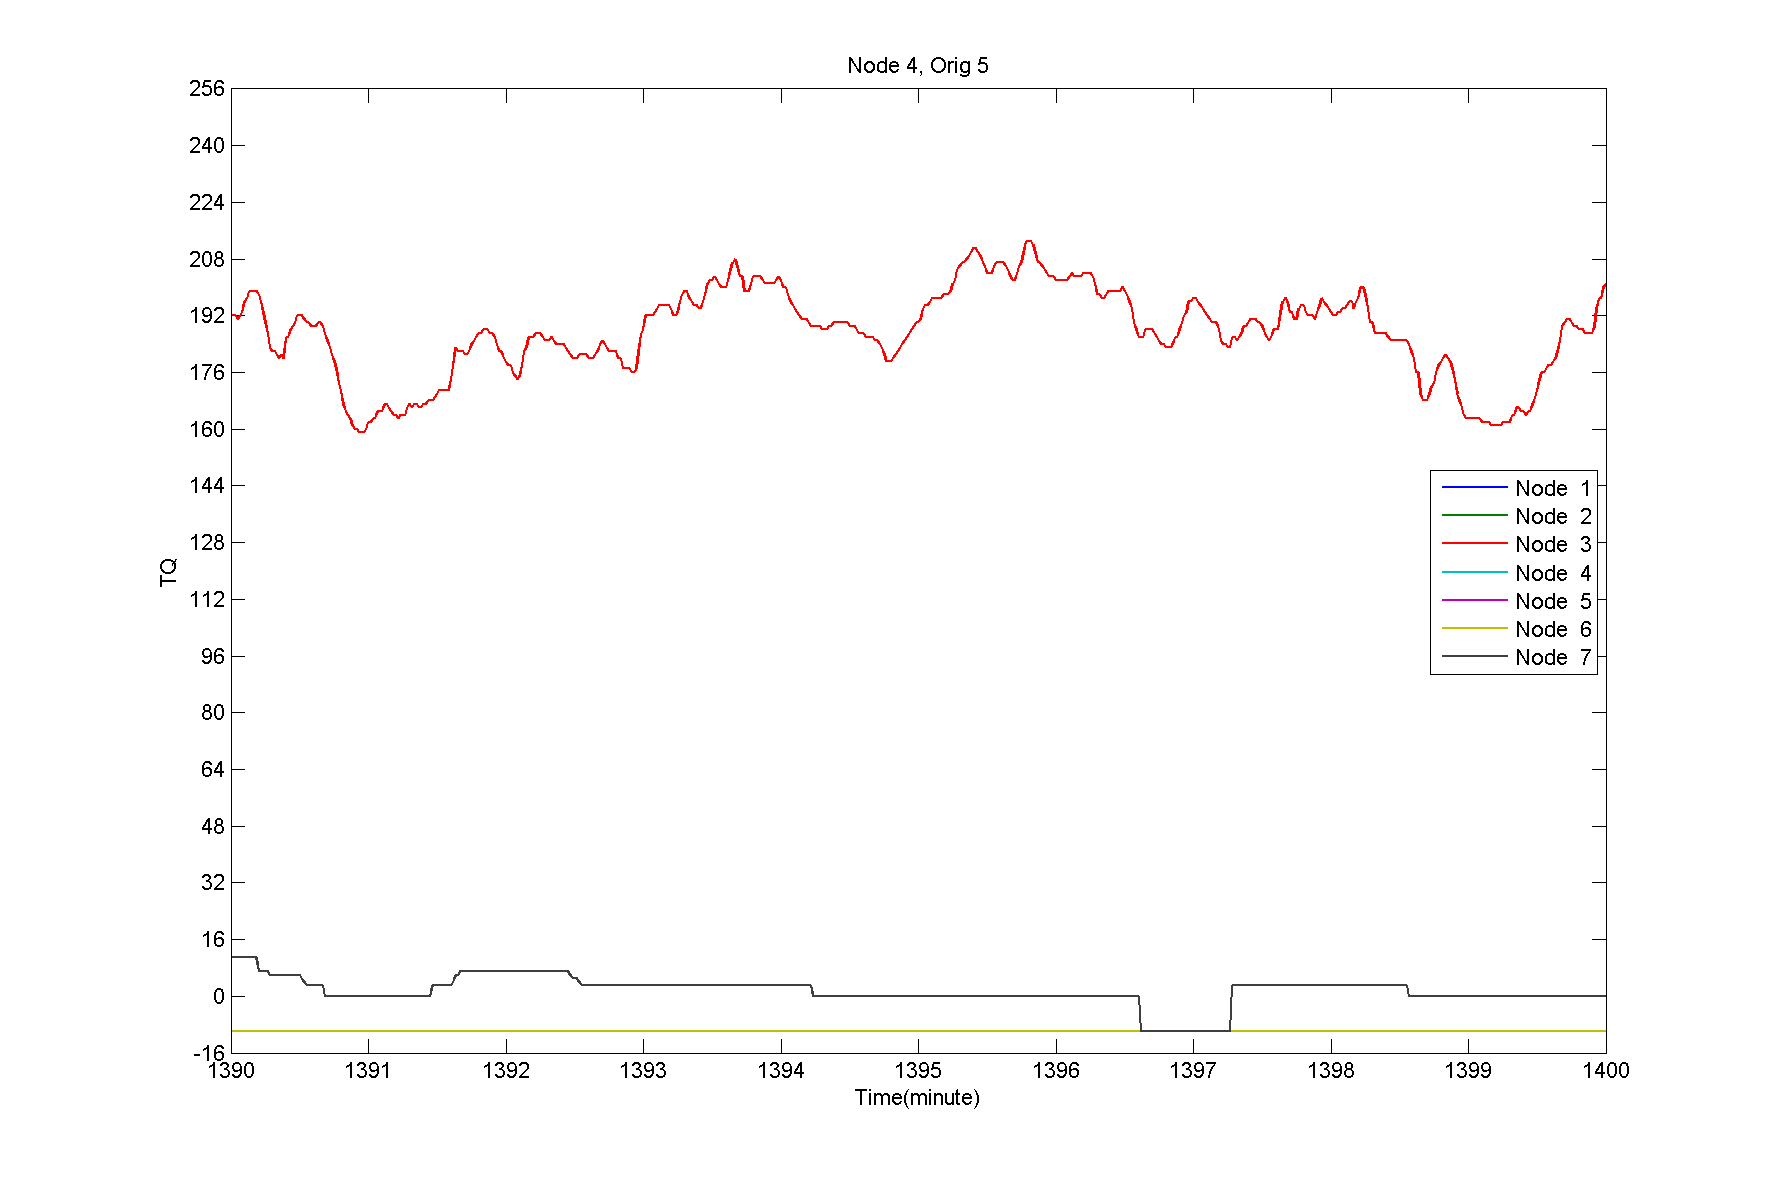 Node 4, Orig 5
256
240
224
208
192
176
160
144
128
112
96
80
64
48
32
16
0
-16
TQ
Node 1
Node 2
Node 3
Node 4
Node 5
Node 6
Node 7
1390 1391 1392 1393 1394 1395 1396 1397 1398 1399 1400
Time(minute)